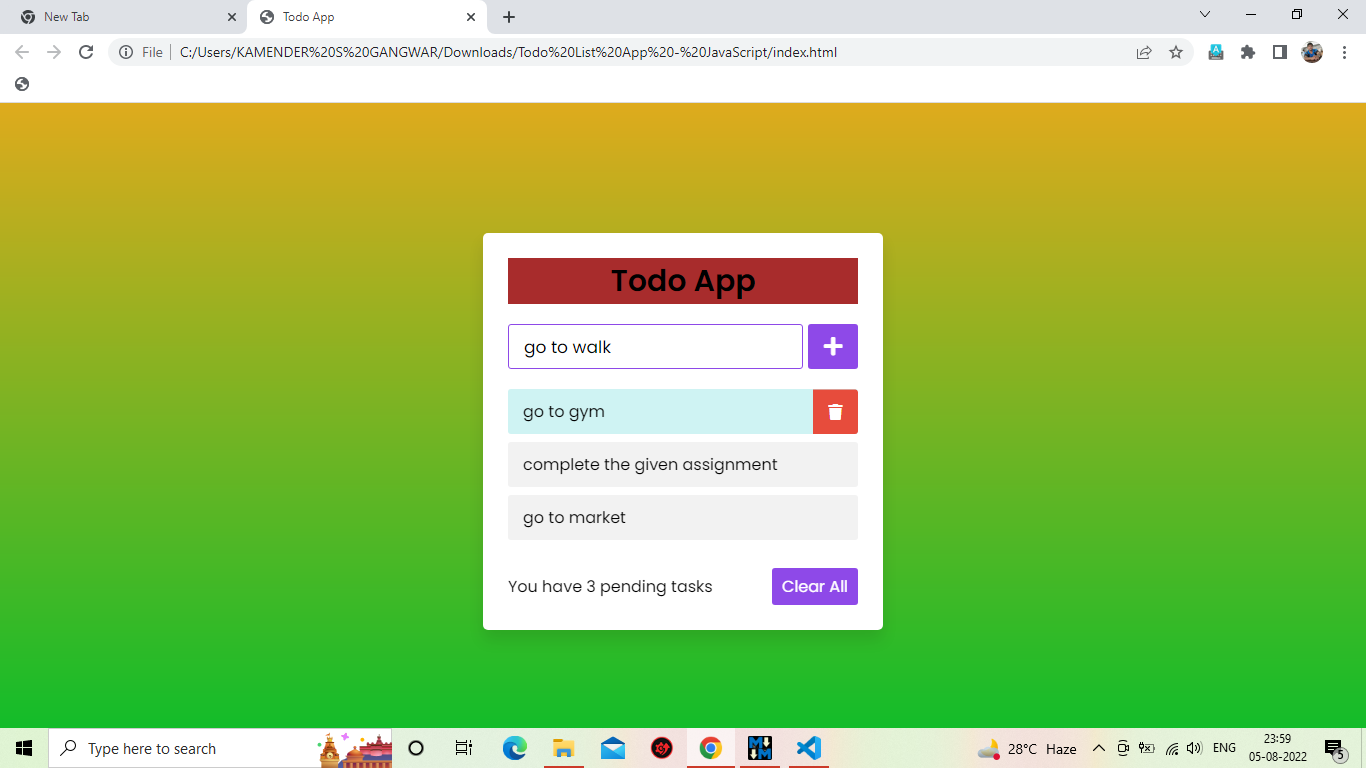 New Tab
Todo App
File
C:/Users/KAMENDER%20S%20GANGWAR/Downloads/Todo%20List%20App%20-%20JavaScript/index.html
Todo App
go to walk
go to gym
complete the given assignment
go to market
You have 3 pending tasks
Clear All
Type here to search
28°C Haze
ENG
23:59
05-08-2022
5